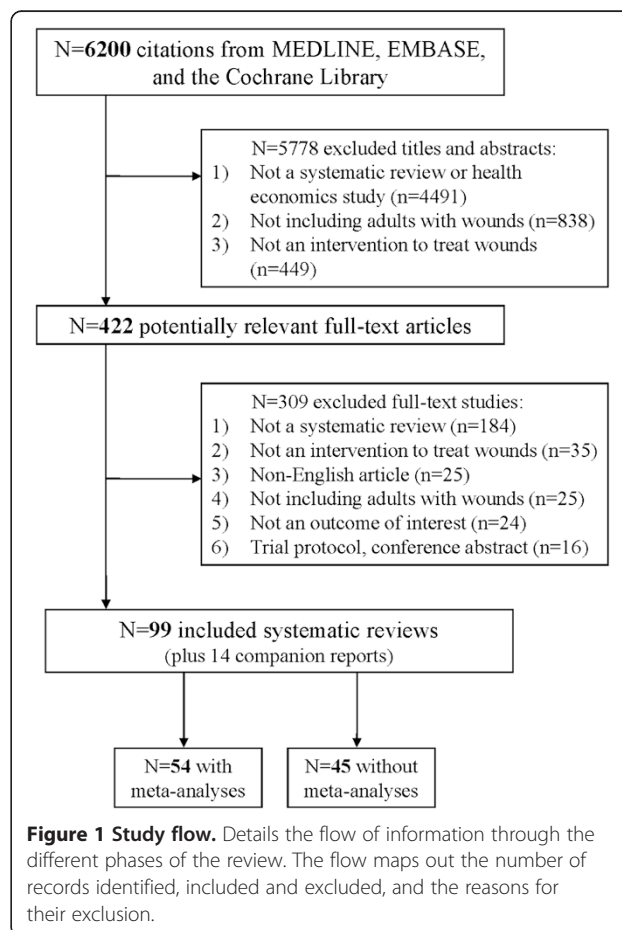 N=6200 citations from MEDLINE, EMBASE,
and the Cochrane Library
N=5778 excluded titles and abstracts:
1) Not a systematic review or health
economics study (n=4491)
2) Not including adults with wounds (n=838)
3) Not an intervention to treat wounds
(n=449)
N=422 potentially relevant full-text articles
N=309 excluded full-text studies:
1) Not a systematic review (n=184)
2) Not an intervention to treat wounds (n=35)
3) Non-English article (n=25)
4) Not including adults with wounds (n=25)
5) Not an outcome of interest (n=24)
6) Trial protocol, conference abstract (n=16)
N=99 included systematic reviews
(plus 14 companion reports)
N=54 with
meta-analyses
N=45 without
meta-analyses
Figure 1 Study flow. Details the flow of information through the
different phases of the review. The flow maps out the number of
records identified, included and excluded, and the reasons for
their exclusion.